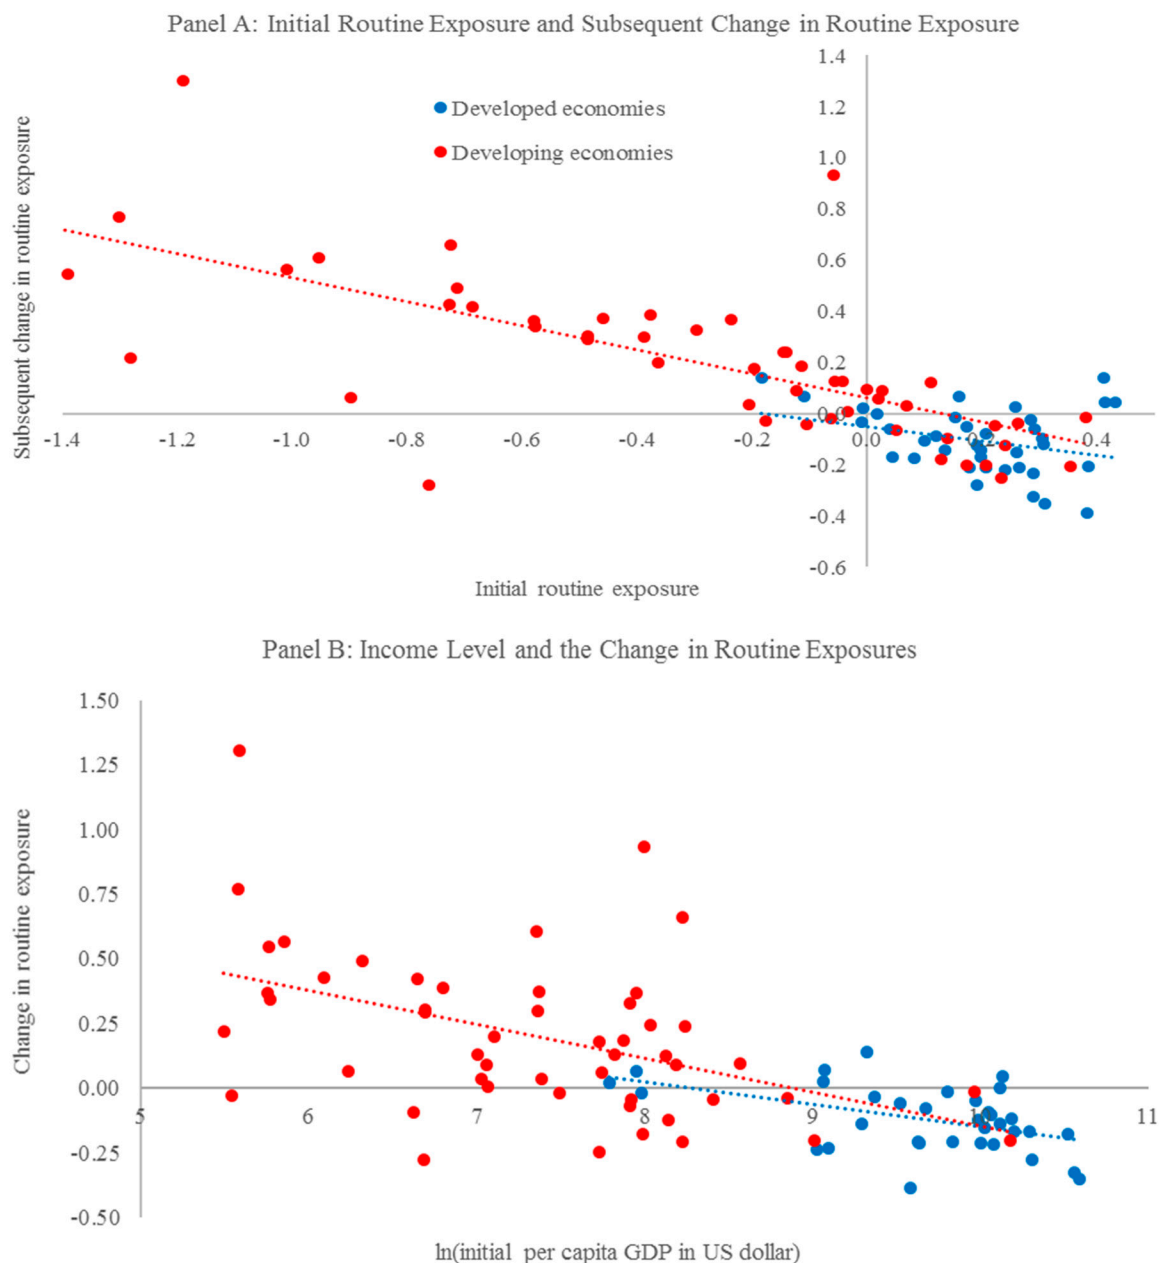 Panel A: Initial Routine Exposure and Subsequent Change in Routine Exposure
Subsequent change in routine exposure
1.4
1.2
1.0
0.8
0.6
0.4
0.2
0.0
-0.2
-0.4
-0.6
Developed economies
Developing economies
-1.4 -1.2 -1.0 -0.8 -0.6 -0.4 -0.2 0.0 0.2 0.4
Initial routine exposure
Panel B: Income Level and the Change in Routine Exposures
Change in routine exposure
1.50
1.25
1.00
0.75
0.50
0.25
0.00
-0.25
-0.50
5 6 7 8 9 10 11
ln(initial per capita GDP in US dollar)